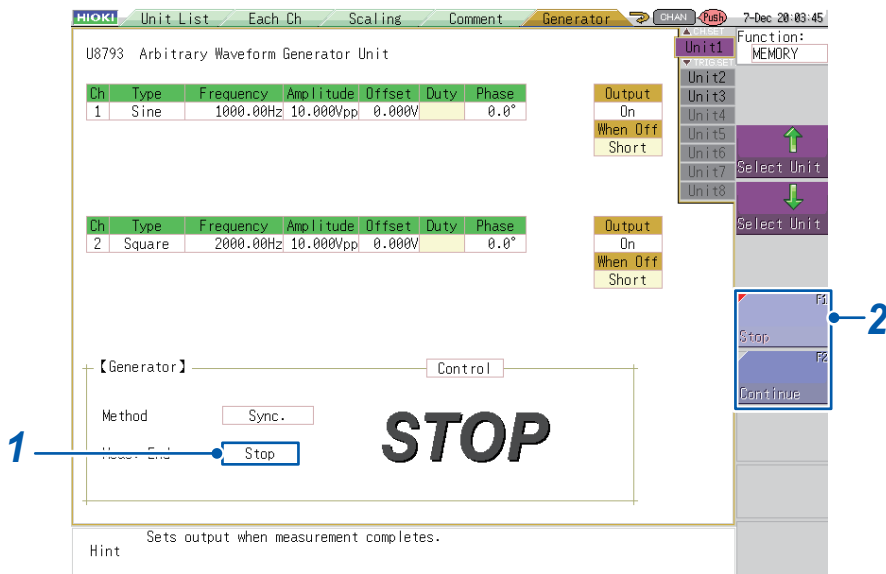 HIOKI Unit List Each Ch Scaling Comment Generator CHAN Push 7-Dec 20:03:45
▲ CH.SET Function:
Unit1 MEMORY
▼ TRIG.SET
U8793 Arbitrary Waveform Generator Unit
Unit2
Unit3
Unit4
Unit5
Unit6
Unit7
Unit8
Ch Type Frequency Amplitude Offset Duty Phase
1 Sine 1000.00Hz 10.000Vpp 0.000V 0.0°
Output
On
When Off
Short
Select Unit
Select Unit
Ch Type Frequency Amplitude Offset Duty Phase
2 Square 2000.00Hz 10.000Vpp 0.000V 0.0°
Output
On
When Off
Short
F1
Stop
F2
Continue
2
【Generator】 Control
Method Sync.
STOP
1
Meas. End Stop
Hint Sets output when measurement completes.